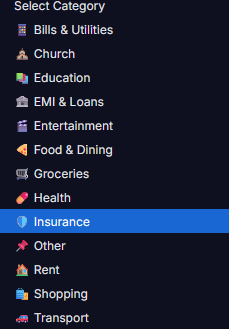 Select Category
Bills & Utilities
Church
Education
EMI & Loans
Entertainment
Food & Dining
Groceries
Health
Insurance
Other
Rent
Shopping
Transport